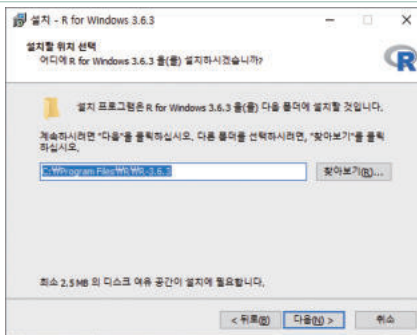 설치 - R for Windows 3.6.3
설치할 위치 선택
어디에 R for Windows 3.6.3 을(를) 설치하시겠습니까?
R
설치 프로그램은 R for Windows 3.6.3 을(를) 다음 폴더에 설치할 것입니다.
계속하시려면 "다음"을 클릭하십시오. 다른 폴더를 선택하시려면, "찾아보기"를 클릭
하십시오.
C:₩Program Files₩R₩R-3.6.3
찾아보기(R)...
최소 2.5 MB 의 디스크 여유 공간이 설치에 필요합니다.
< 뒤로(B)
다음(N) >
취소